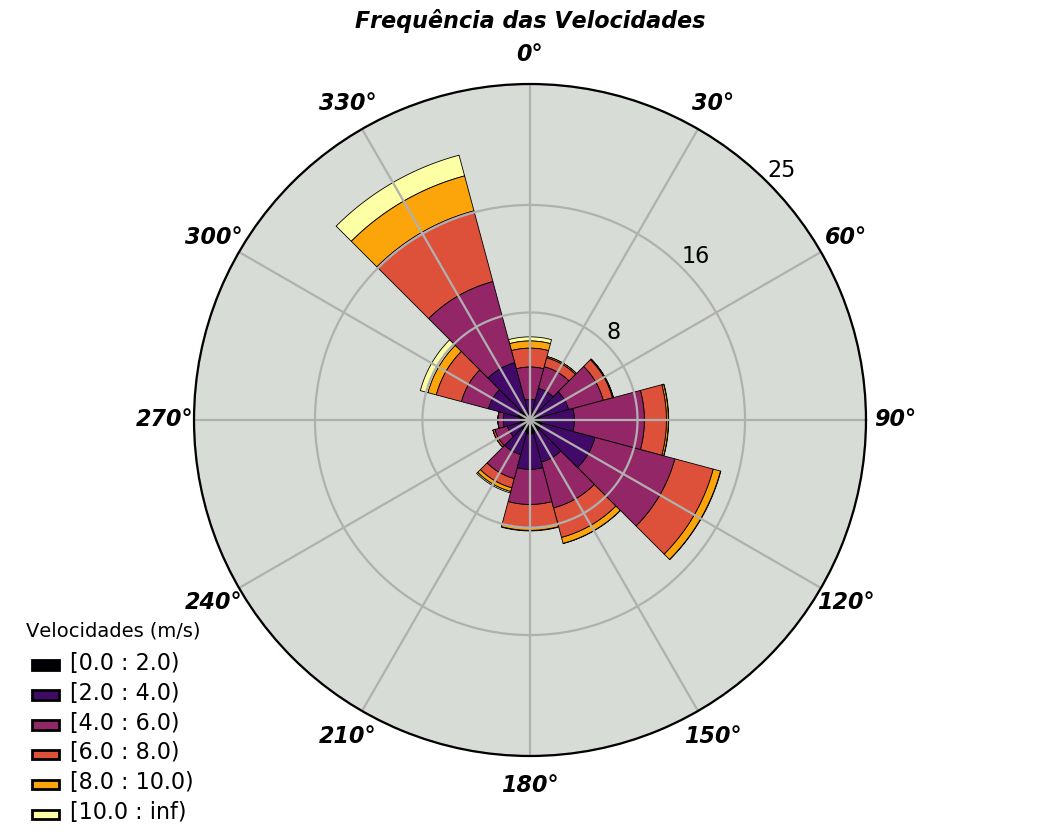 Frequência das Velocidades
0°
330°
30°
25
300°
60°
16
8
270°
90°
240°
120°
210°
150°
180°
Velocidades (m/s)
[0.0 : 2.0)
[2.0 : 4.0)
[4.0 : 6.0)
[6.0 : 8.0)
[8.0 : 10.0)
[10.0 : inf)